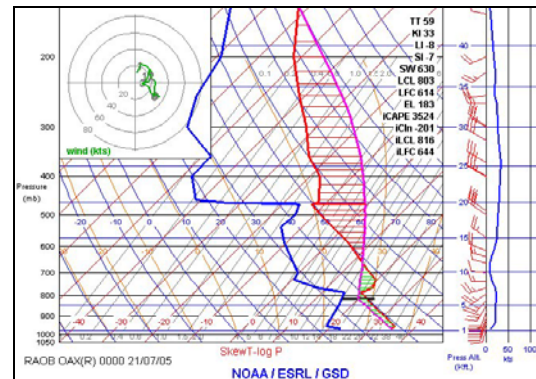 TT 59
KI 33
LI -8
SI -7
SW 630
LCL 803
LFC 614
EL 183
iCAPE 3524
iCIn -201
iLCL 816
iLFC 644
20
40
60
80
wind (kts)
Pressure
(mb)
200
300
400
500
600
700
800
900
1000
1050
-20 -10 0 10 20 30 40 50 60 70 80
-40 -30 -20 20 30 40
SkewT-log P
40
35
30
25
20
15
10
5
1
Press Alt.
(kft.)
0 50 100
kts
RAOB OAX(R) 0000 21/07/05
NOAA / ESRL / GSD